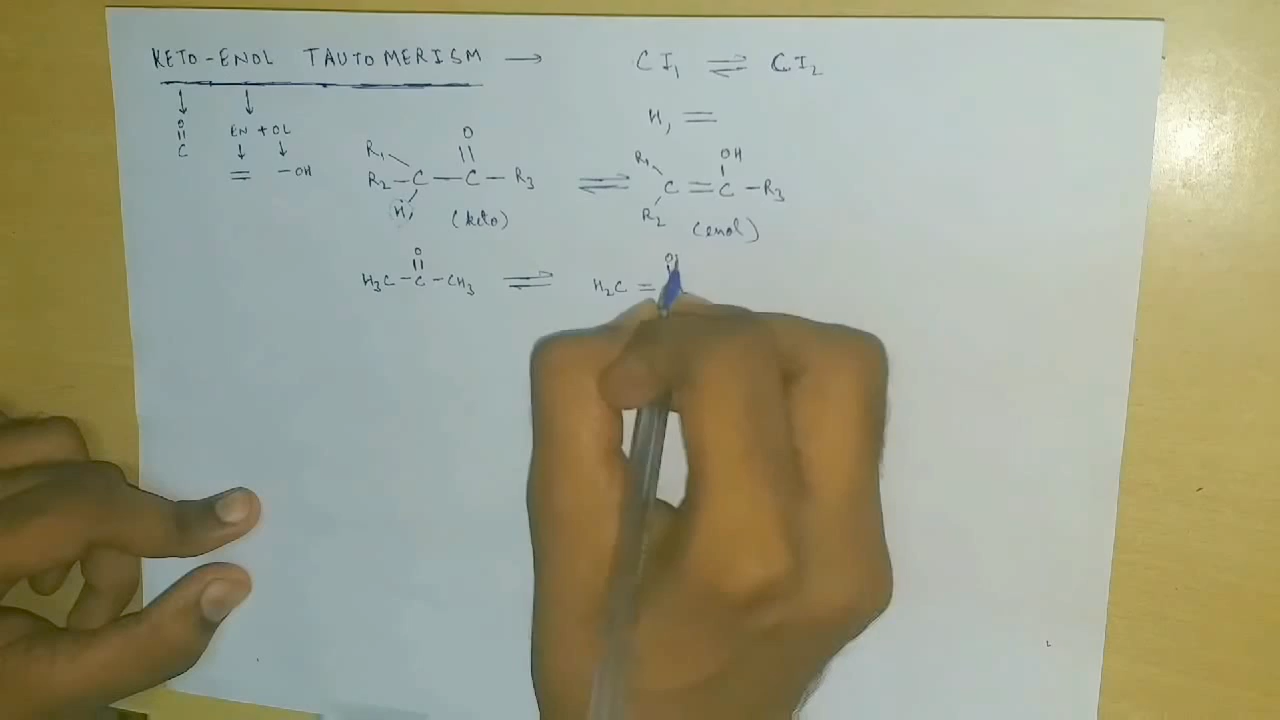 KETO-ENOL TAUTOMERISM → CI₁ ⇌ CI₂
↓ ↓ H, =
O || C EN + OL
↓ ↓
= -OH
R₁ R₂-C-C-R₃ O H ⇌ R₁ R₂ C=C-R₃ OH
(keto) (enol)
H₃C-C-CH₃ O ⇌ H₂C=